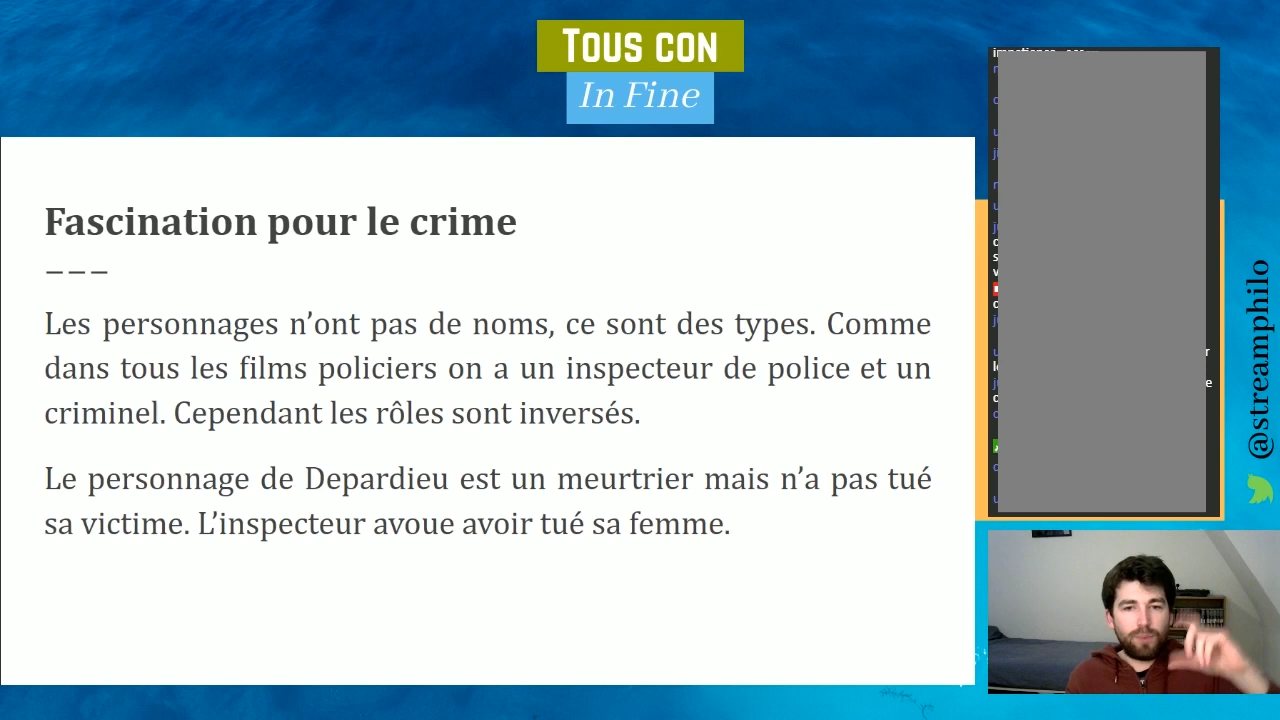 TOUS CON
In Fine
Fascination pour le crime
–––
Les personnages n’ont pas de noms, ce sont des types. Comme
dans tous les films policiers on a un inspecteur de police et un
criminel. Cependant les rôles sont inversés.
Le personnage de Depardieu est un meurtrier mais n’a pas tué
sa victime. L’inspecteur avoue avoir tué sa femme.
@streamphilo